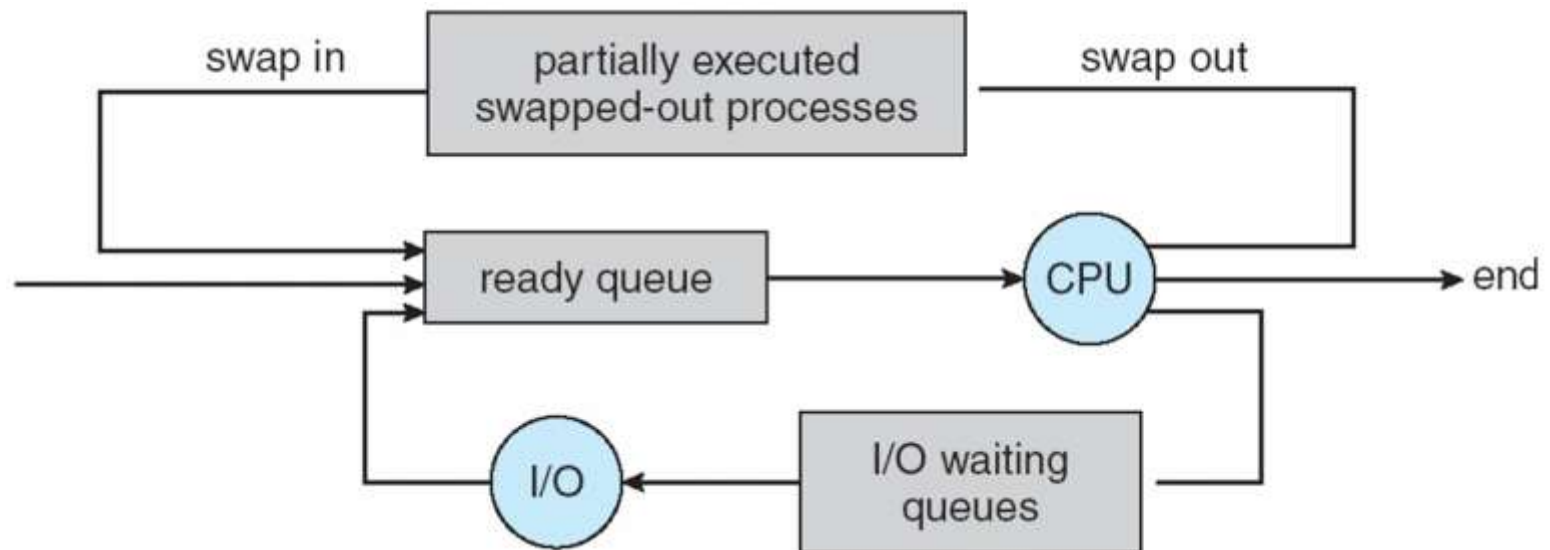 swap in
partially executed
swapped-out processes
swap out
ready queue
CPU
end
I/O
I/O waiting
queues